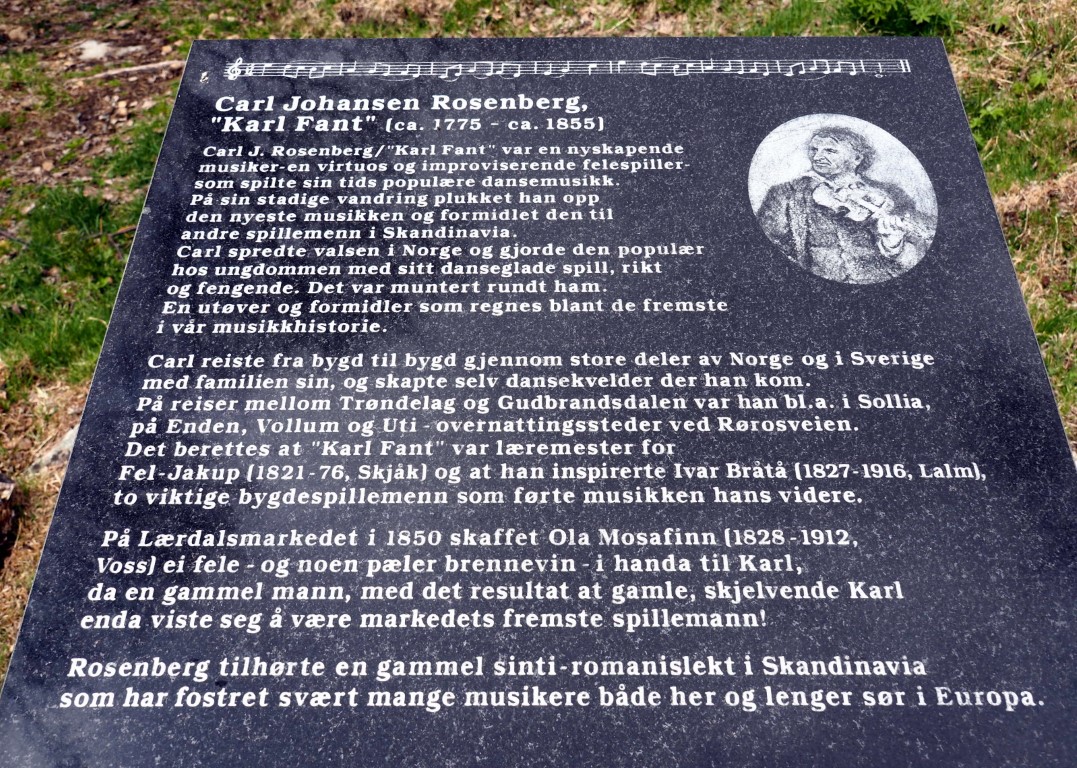 Carl Johansen Rosenberg,
"Karl Fant" (ca. 1775 - ca. 1855)
Carl J. Rosenberg/"Karl Fant" var en nyskapende
musiker-en virtuos og improviserende felespiller-
som spilte sin tids populære dansemusikk.
På sin stadige vandring plukket han opp
den nyeste musikken og formidlet den til
andre spillemenn i Skandinavia.
Carl spredte valsen i Norge og gjorde den populær
hos ungdommen med sitt danseglade spill, rikt
og fengende. Det var muntert rundt ham.
En utøver og formidler som regnes blant de fremste
i vår musikkhistorie.
Carl reiste fra bygd til bygd gjennom store deler av Norge og i Sverige
med familien sin, og skapte selv dansekvelder der han kom.
På reiser mellom Trøndelag og Gudbrandsdalen var han bl.a. i Sollia,
på Enden, Vollum og Uti - overnattingssteder ved Rørosveien.
Det berettes at "Karl Fant" var læremester for
Fel-Jakup (1821-76, Skjåk) og at han inspirerte Ivar Bråtå (1827-1916, Lalm),
to viktige bygdespillemenn som førte musikken hans videre.
På Lærdalsmarkedet i 1850 skaffet Ola Mosafinn (1828-1912,
Voss) ei fele - og noen pæler brennevin - i handa til Karl,
da en gammel mann, med det resultat at gamle, skjelvende Karl
enda viste seg å være markedets fremste spillemann!
Rosenberg tilhørte en gammel sinti-romanislekt i Skandinavia
som har fostret svært mange musikere både her og lenger sør i Europa.